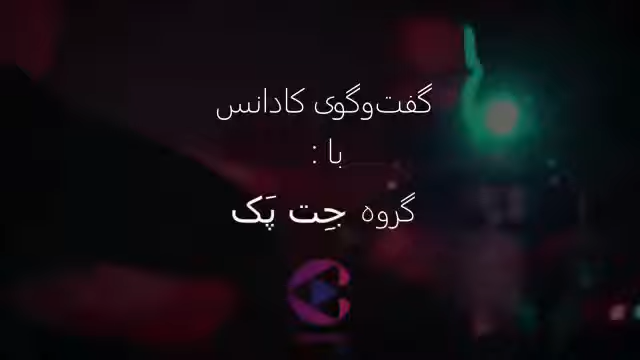 گفت‌وگوی کادانس
با :
گروه جِت پَک